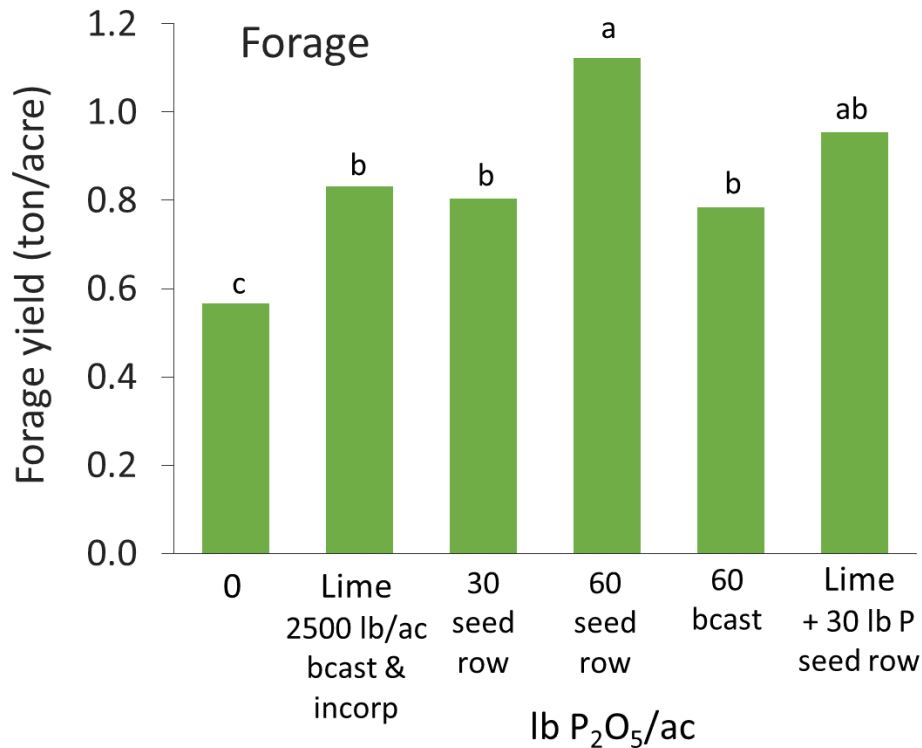 Forage
Forage yield (ton/acre)
1.2
1.0
0.8
0.6
0.4
0.2
0.0
c
b
b
a
b
ab
0
Lime
2500 lb/ac
bcast &
incorp
30
seed
row
60
seed
row
60
bcast
Lime
+ 30 lb P
seed row
lb P₂O₅/ac